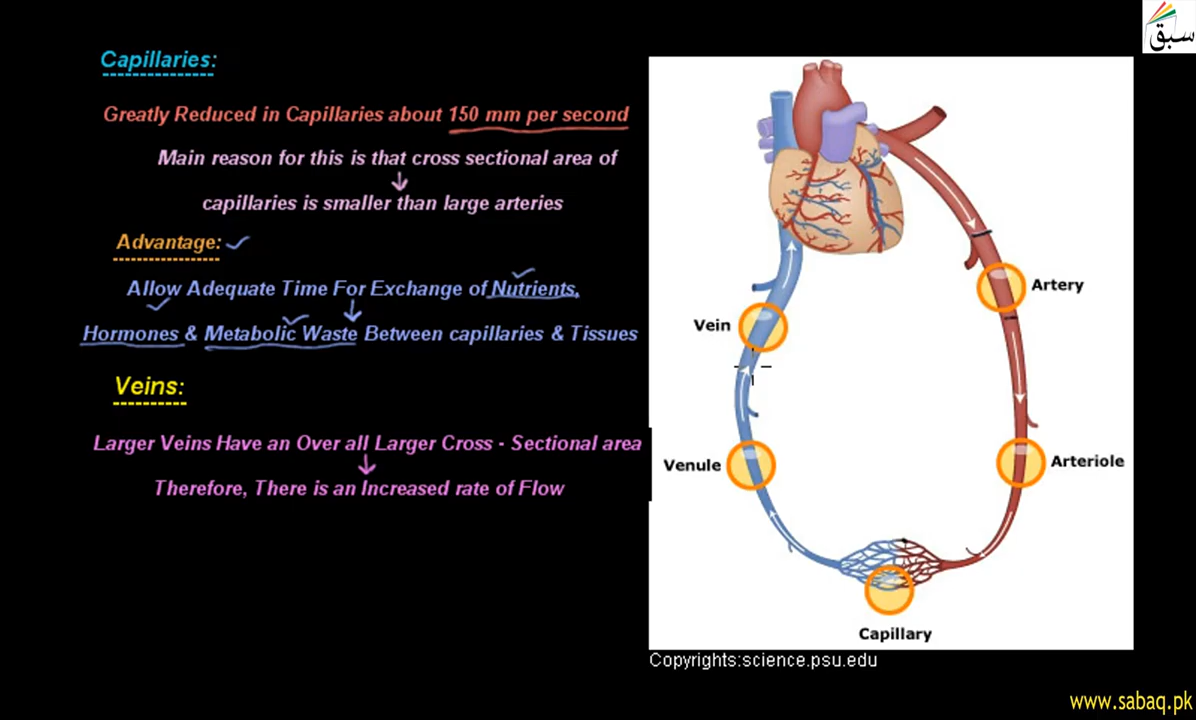 سبق
Capillaries:
Greatly Reduced in Capillaries about 150 mm per second
Main reason for this is that cross sectional area of
capillaries is smaller than large arteries
Advantage:
Allow Adequate Time For Exchange of Nutrients,
Hormones & Metabolic Waste Between capillaries & Tissues
Veins:
Larger Veins Have an Over all Larger Cross - Sectional area
Therefore, There is an Increased rate of Flow
Artery
Vein
Venule
Arteriole
Capillary
Copyrights:science.psu.edu
www.sabaq.pk